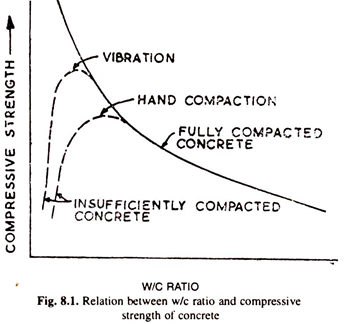 COMPRESSIVE STRENGTH
VIBRATION
HAND COMPACTION
FULLY COMPACTED
CONCRETE
INSUFFICIENTLY COMPACTED
CONCRETE
W/C RATIO
Fig. 8.1. Relation between w/c ratio and compressive
strength of concrete